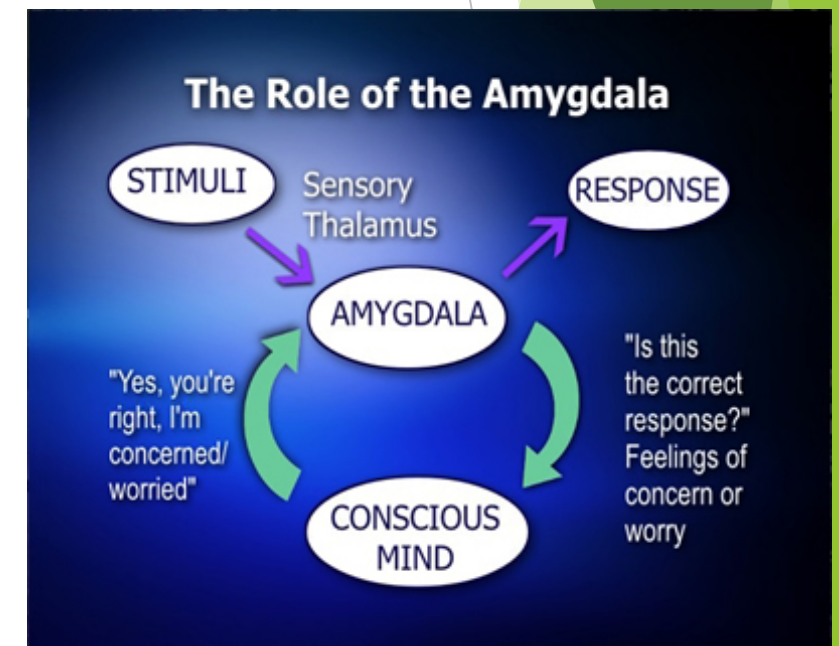 The Role of the Amygdala
STIMULI
Sensory
Thalamus
RESPONSE
AMYGDALA
"Yes, you're
right, I'm
concerned/
worried"
"Is this
the correct
response?"
Feelings of
concern or
worry
CONSCIOUS
MIND